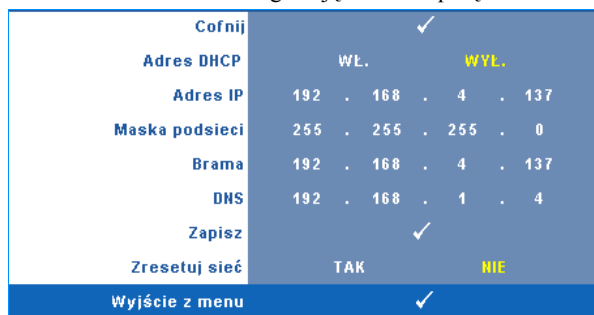 Cofnij ✓
Adres DHCP WŁ. WYŁ.
Adres IP 192 . 168 . 4 . 137
Maska podsieci 255 . 255 . 255 . 0
Brama 192 . 168 . 4 . 137
DNS 192 . 168 . 1 . 4
Zapisz ✓
Zresetuj sieć TAK NIE
Wyjście z menu ✓